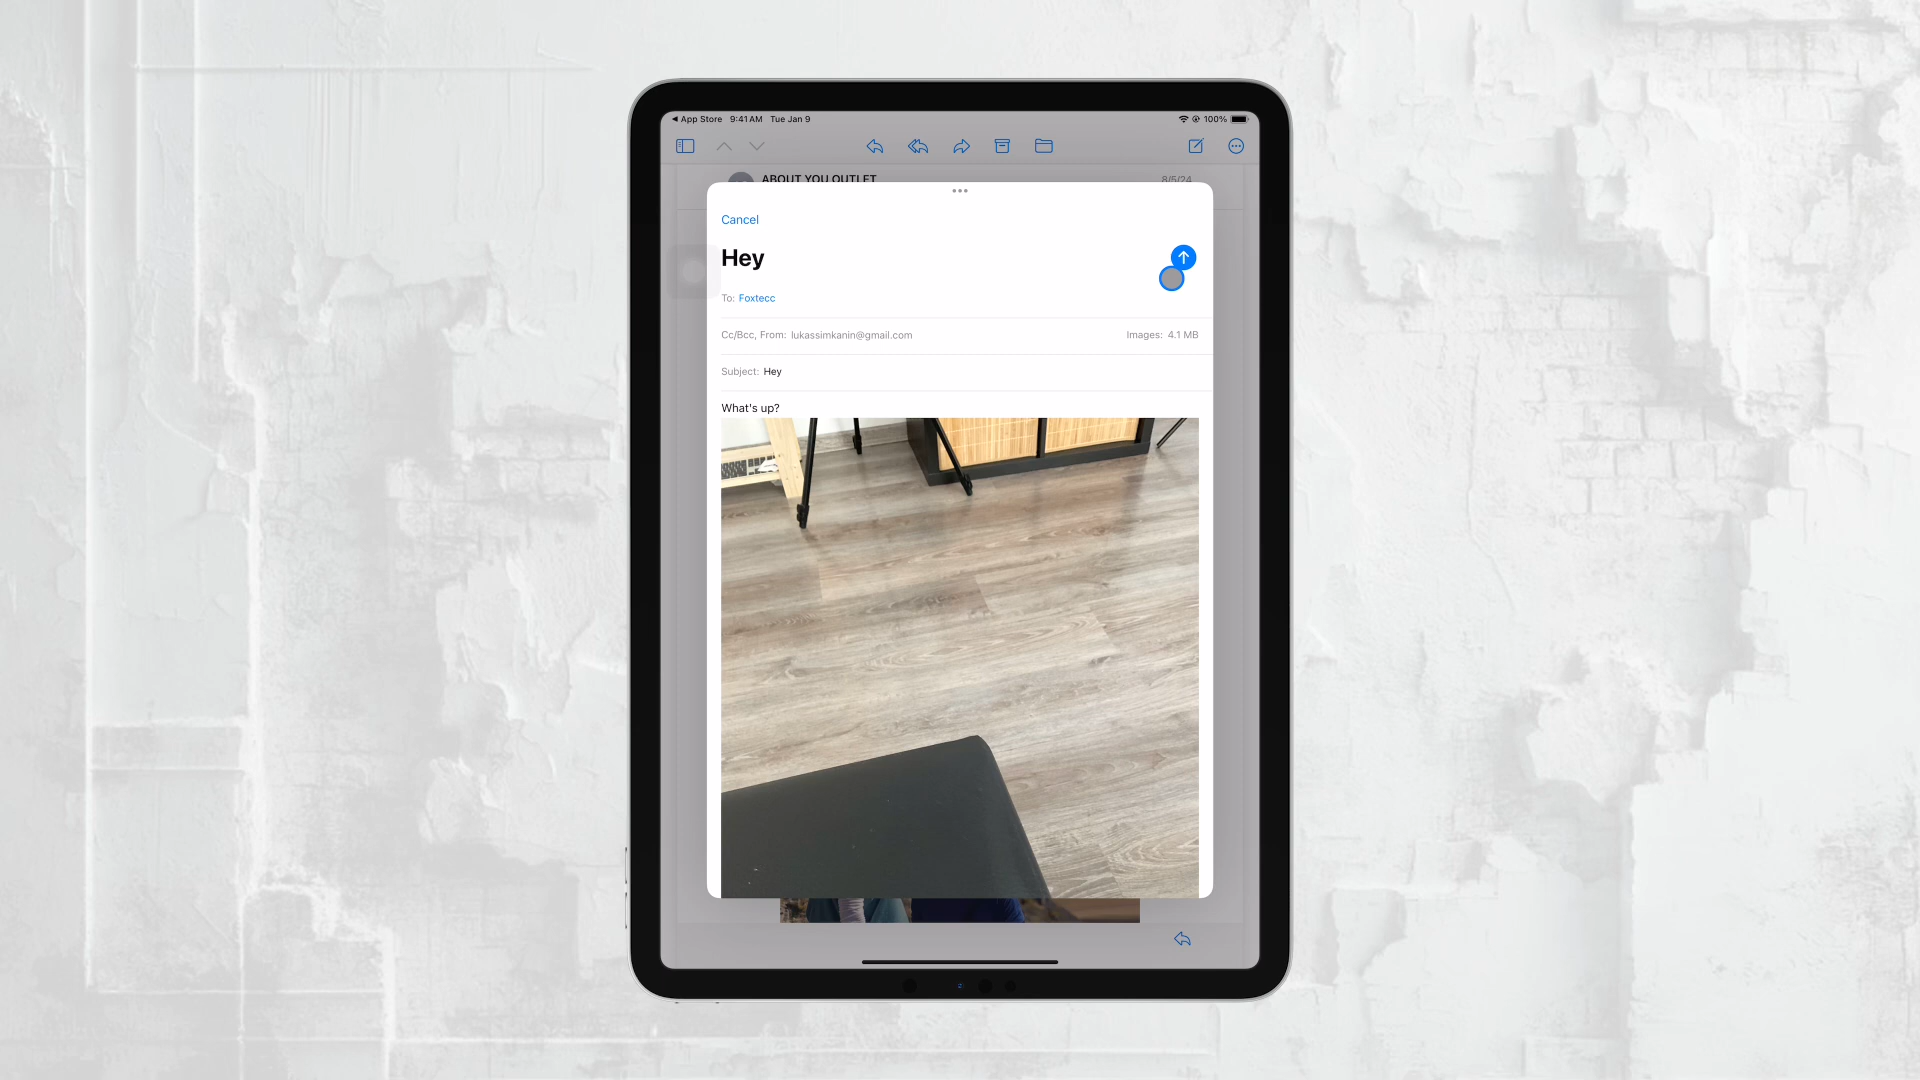 App Store 9:41 AM Tue Jan 9 100%
ABOUT YOU OUTLET 8/5/24
Cancel
Hey
To: Foxtecc
Cc/Bcc, From: lukassimkanin@gmail.com Images: 4.1 MB
Subject: Hey
What's up?